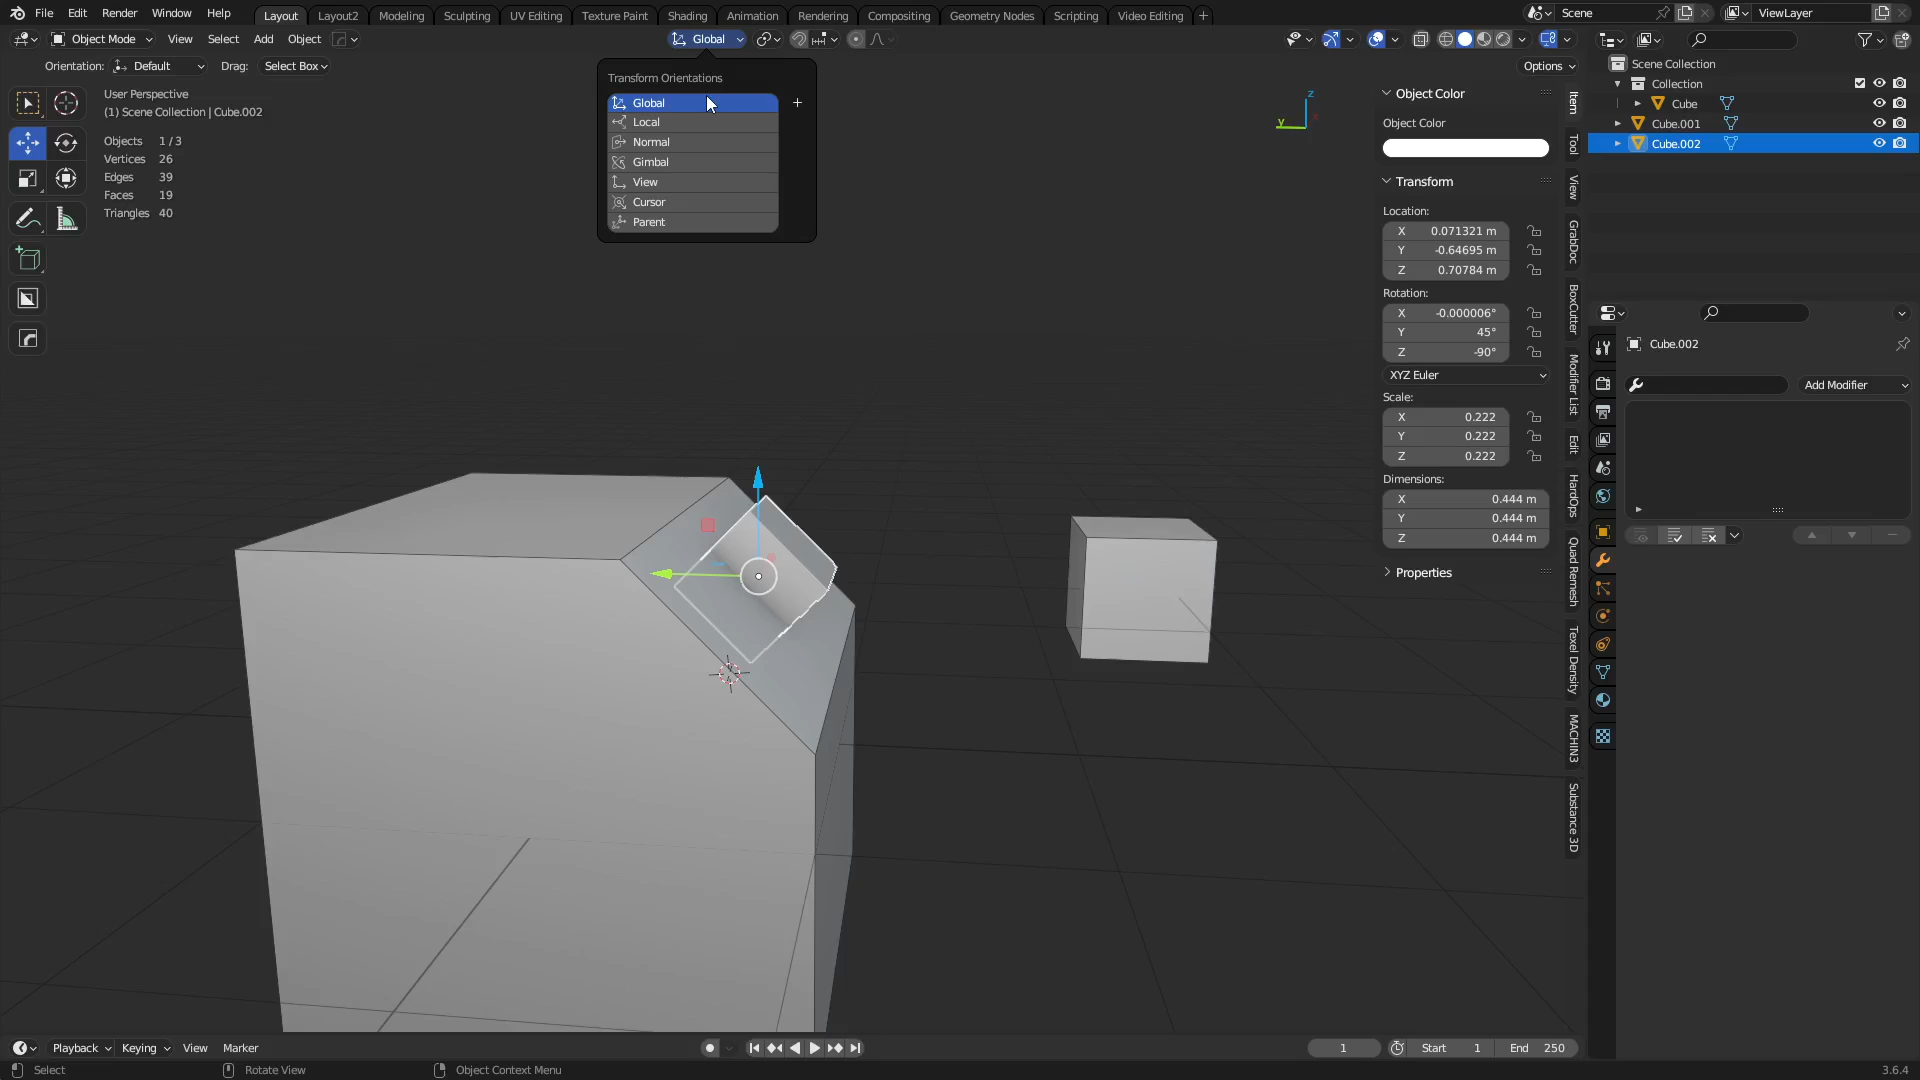 File Edit Render Window Help Layout Layout2 Modeling Sculpting UV Editing Texture Paint Shading Animation Rendering Compositing Geometry Nodes Scripting Video Editing + Scene ViewLayer
Object Mode View Select Add Object Global
Orientation: Default Drag: Select Box Options
User Perspective
(1) Scene Collection | Cube.002
Objects 1 / 3
Vertices 26
Edges 39
Faces 19
Triangles 40
Transform Orientations
Global +
Local
Normal
Gimbal
View
Cursor
Parent
Z
Y
Object Color
Object Color
Transform
Location:
X 0.071321 m
Y -0.64695 m
Z 0.70784 m
Rotation:
X -0.000006°
Y 45°
Z -90°
XYZ Euler
Scale:
X 0.222
Y 0.222
Z 0.222
Dimensions:
X 0.444 m
Y 0.444 m
Z 0.444 m
Properties
Item
Tool
View
GrabDoc
BoxCutter
Modifier List
Edit
HardOps
Quad Remesh
Texel Density
MACHIN3
Substance 3D
Scene Collection
Collection
Cube
Cube.001
Cube.002
Cube.002
Add Modifier
Playback Keying View Marker 1 Start 1 End 250
Select Rotate View Object Context Menu 3.6.4